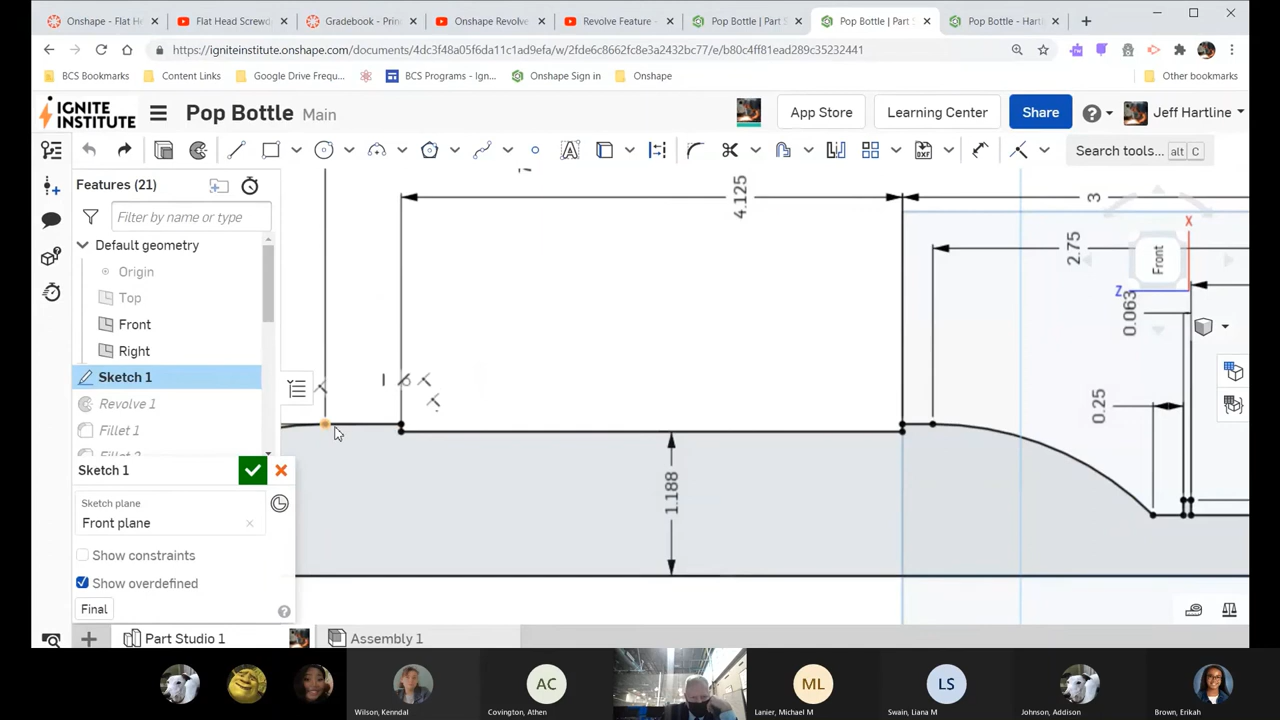 Onshape - Flat He
Flat Head Screwd
Gradebook - Prin
Onshape Revolve
Revolve Feature -
Pop Bottle | Part S
Pop Bottle | Part S
Pop Bottle - Hart
https://igniteinstitute.onshape.com/documents/4dc3f48a05f6da11c1ad9efa/w/2fde6c8662fc8e3a2432bc77/e/b80c4ff81ead289c35232441
BCS Bookmarks
Content Links
Google Drive Frequ...
BCS Programs - Ign...
Onshape Sign in
Onshape
Other bookmarks
IGNITE
INSTITUTE
Pop Bottle Main
App Store
Learning Center
Share
Jeff Hartline
Search tools... alt C
Features (21)
Filter by name or type
Default geometry
Origin
Top
Front
Right
Sketch 1
Revolve 1
Fillet 1
Sketch 1
Sketch plane
Front plane
Show constraints
Show overdefined
Final
4.125
3
2.75
0.063
0.25
1.188
X
Front
Z
Part Studio 1
Assembly 1
AC
ML
LS
Wilson, Kenndal
Covington, Athen
Lanier, Michael M
Swain, Liana M
Johnson, Addison
Brown, Erikah